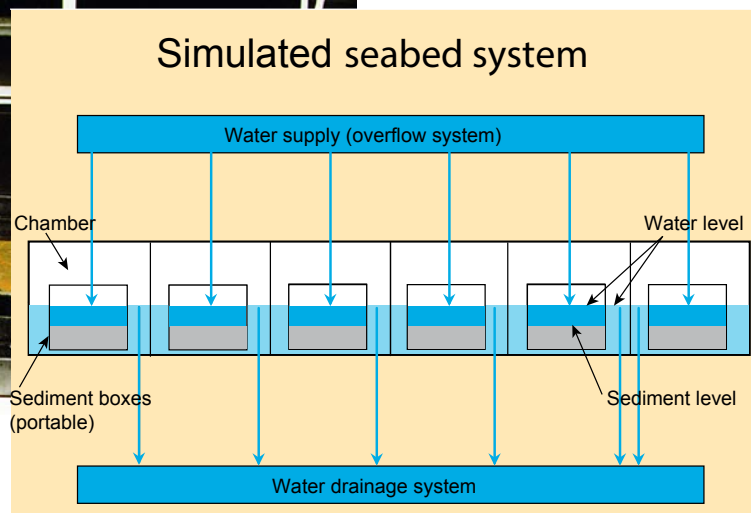 Simulated seabed system
Water supply (overflow system)
Chamber
Water level
Sediment boxes
(portable)
Sediment level
Water drainage system